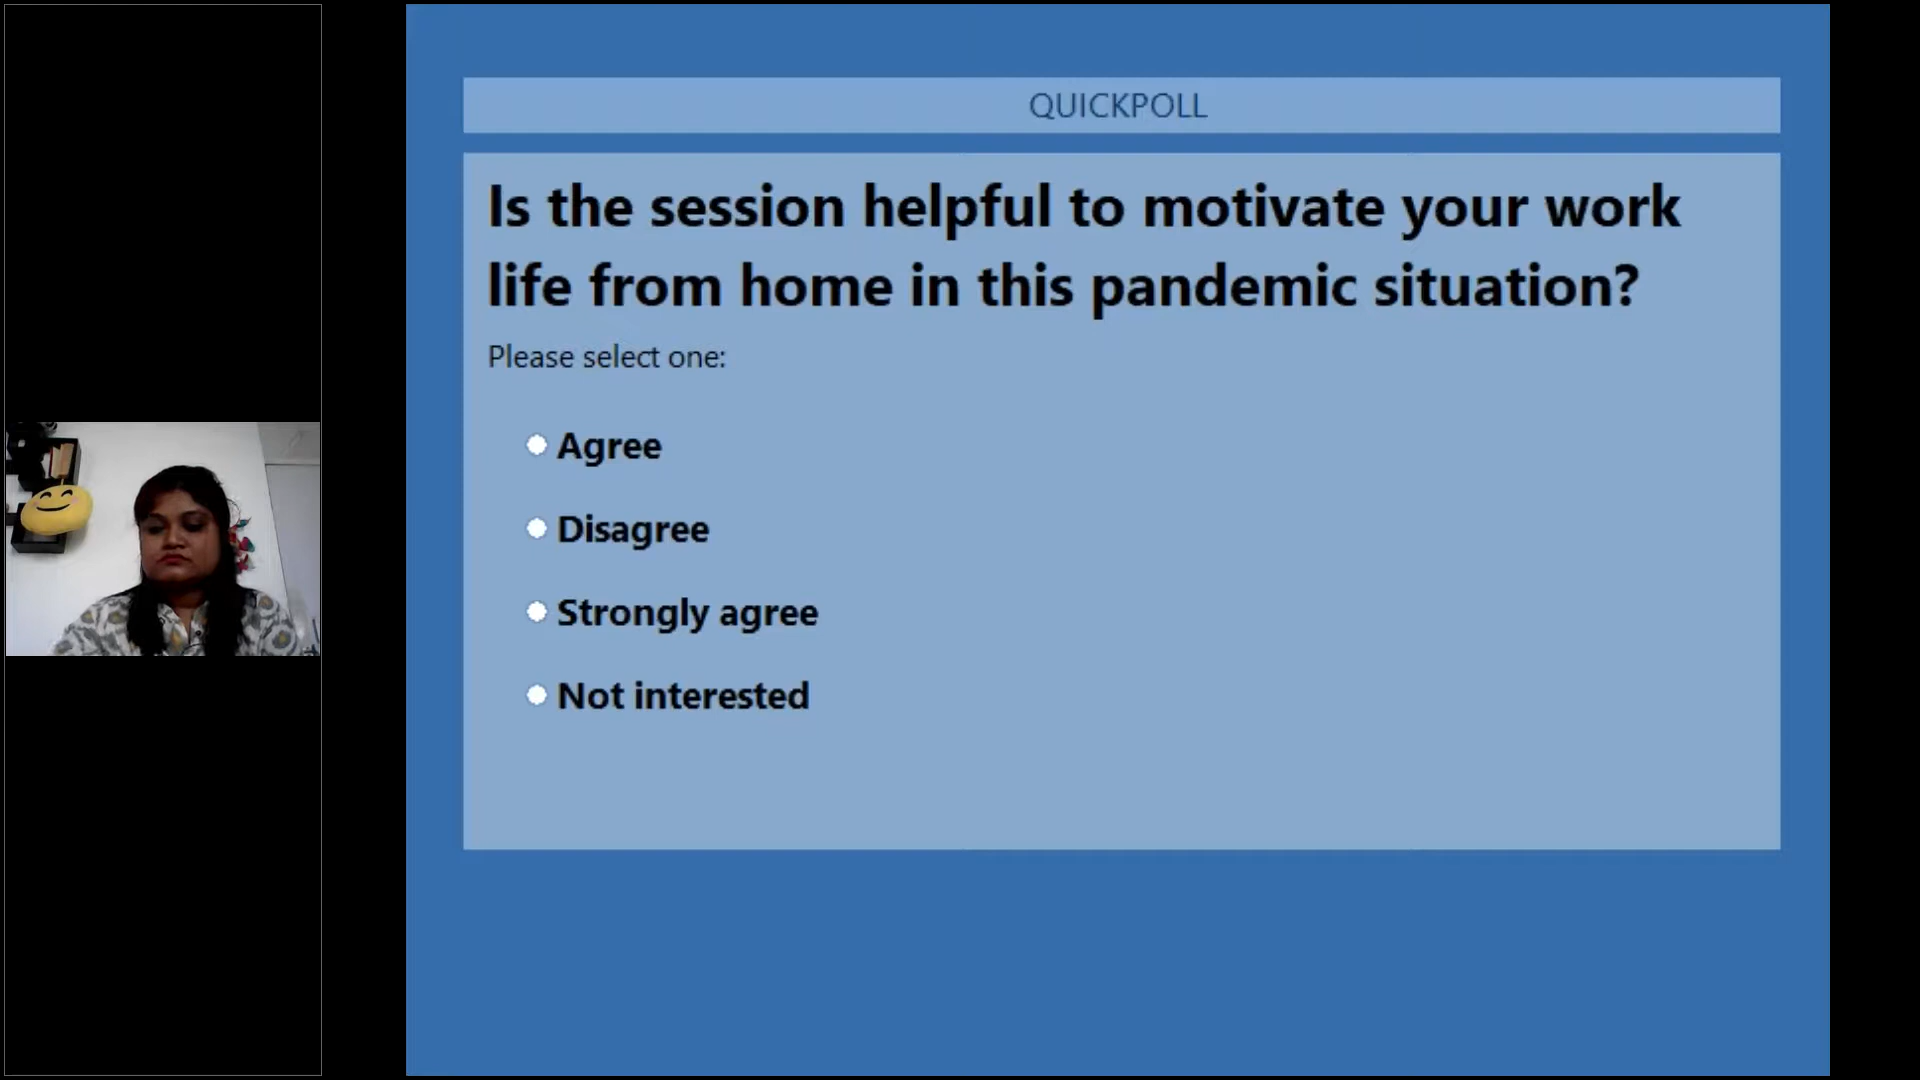 QUICKPOLL
Is the session helpful to motivate your work
life from home in this pandemic situation?
Please select one:
Agree
Disagree
Strongly agree
Not interested